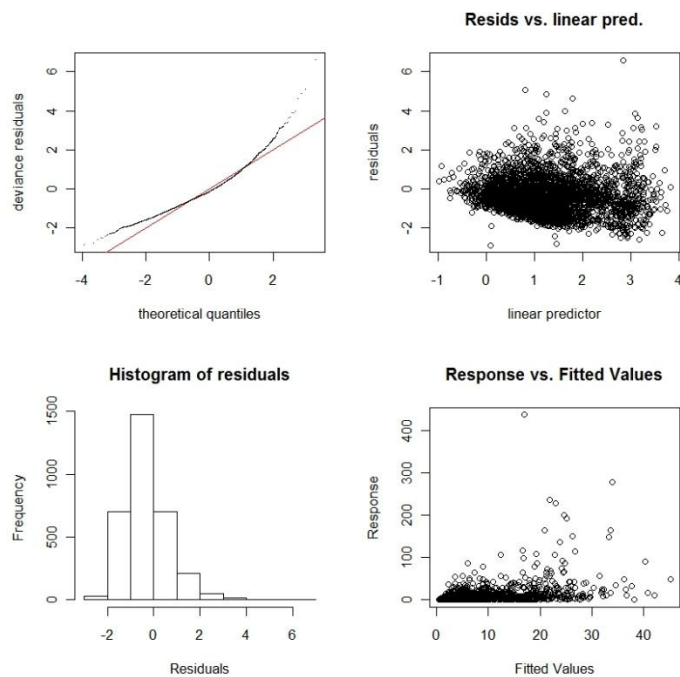 Resids vs. linear pred.
deviance residuals
-2 0 2 4 6
-4 -2 0 2
theoretical quantiles
residuals
-2 0 2 4 6
-1 0 1 2 3 4
linear predictor
Histogram of residuals
Frequency
0 500 1000 1500
-2 0 2 4 6
Residuals
Response vs. Fitted Values
Response
0 100 200 300 400
0 10 20 30 40
Fitted Values